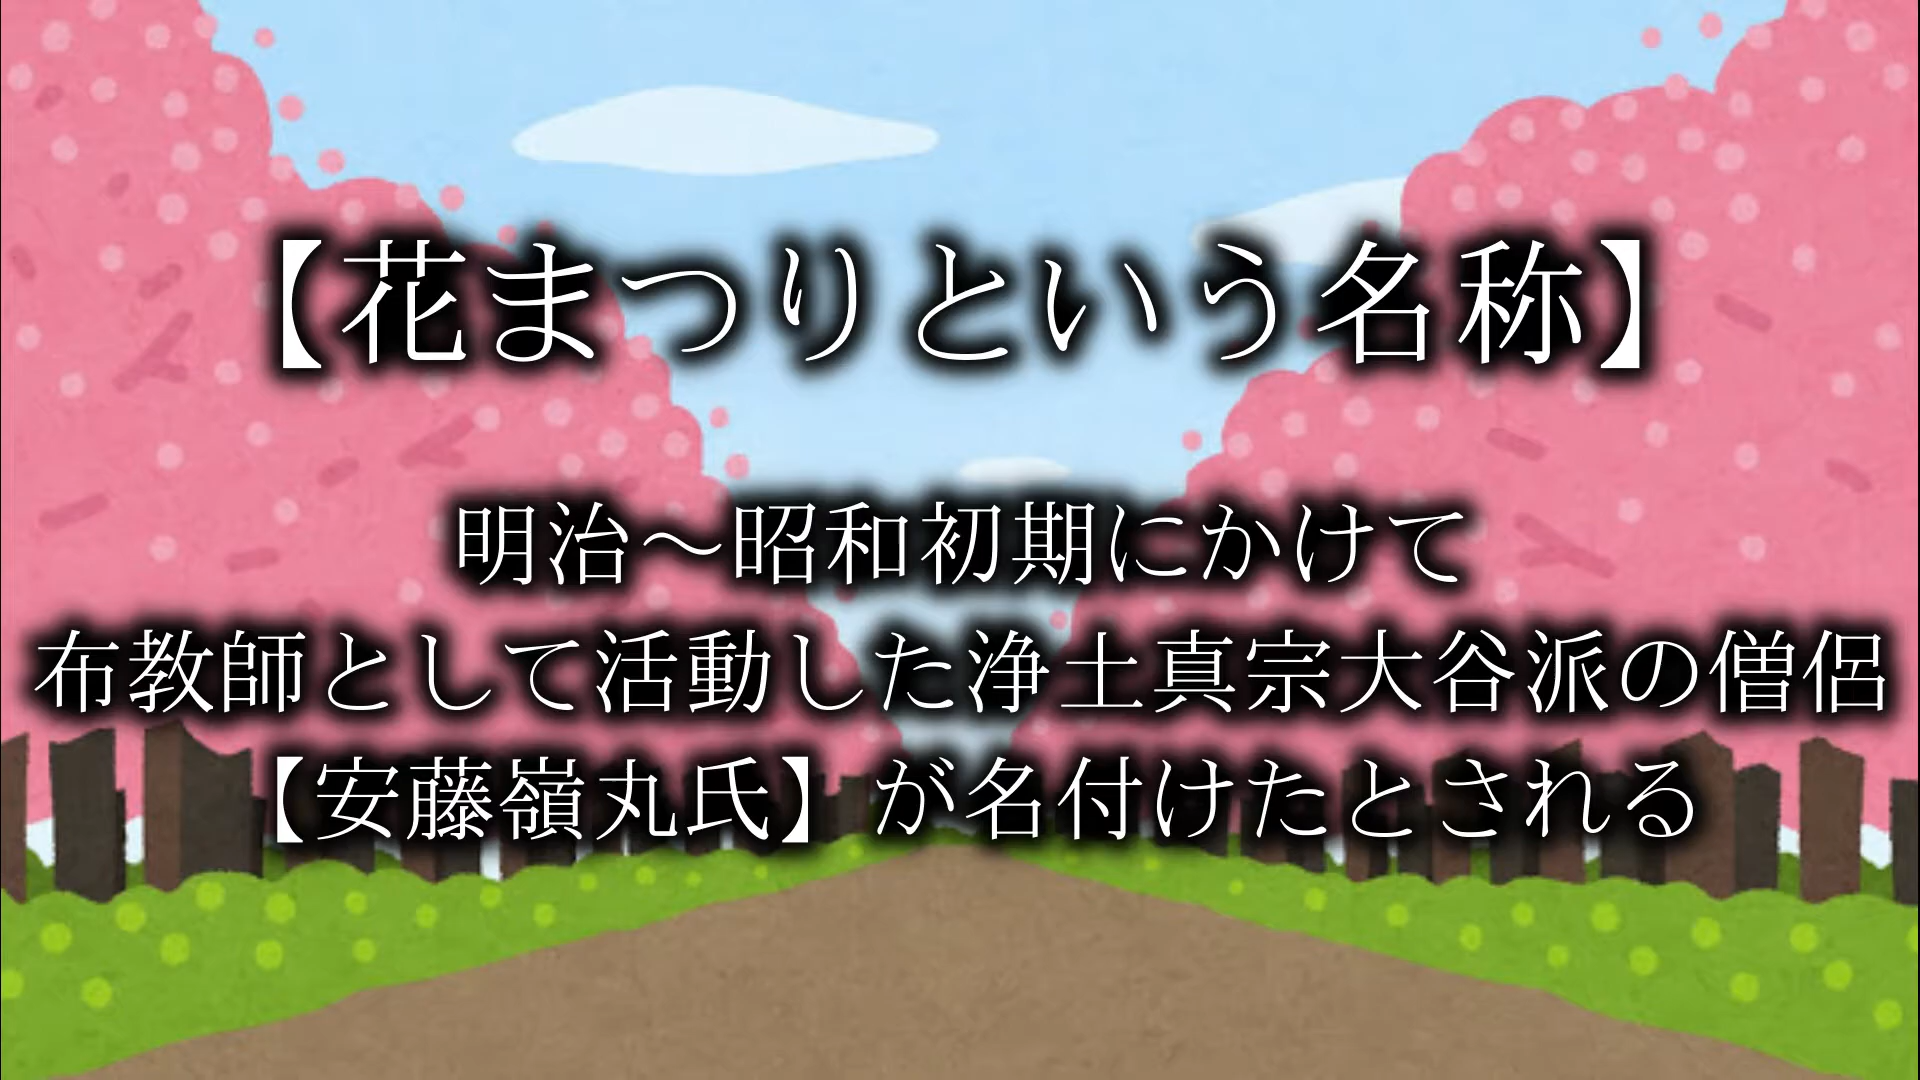 【花まつりという名称】
明治～昭和初期にかけて
布教師として活動した浄土真宗大谷派の僧侶
【安藤嶺丸氏】が名付けたとされる